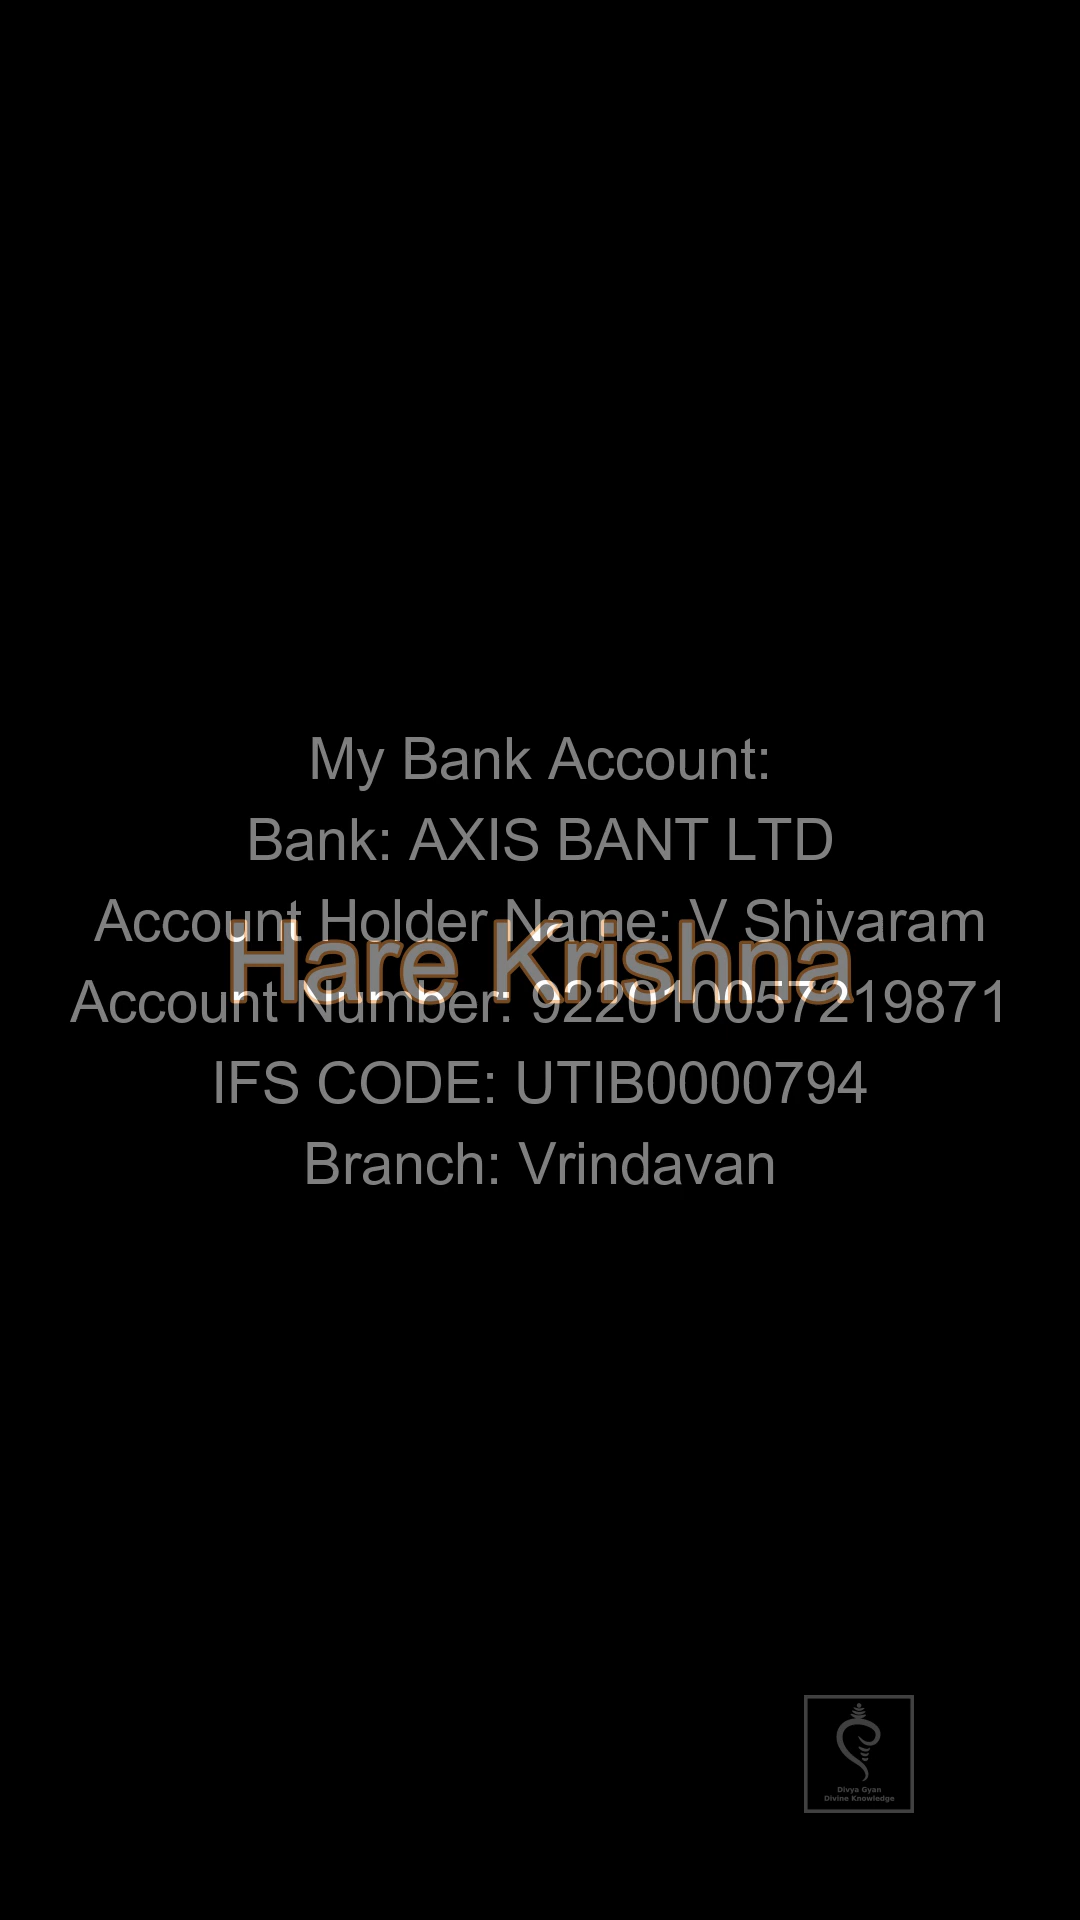 My Bank Account:
Bank: AXIS BANT LTD
Account Holder Name: V Shivaram
Hare Krishna
Account Number: 922010057219871
IFS CODE: UTIB0000794
Branch: Vrindavan
Divya Gyan
Divine Knowledge